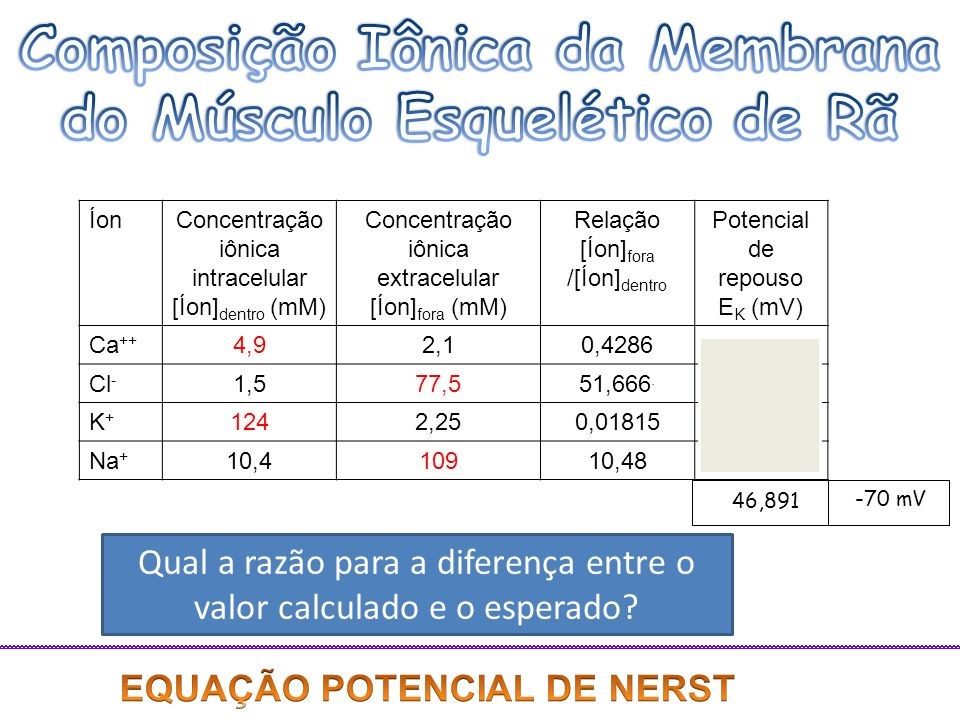 Composição Iônica da Membrana
do Músculo Esquelético de Rã
Íon
Concentração
iônica
intracelular
[Íon]dentro (mM)
Concentração
iônica
extracelular
[Íon]fora (mM)
Relação
[Íon]fora
/[Íon]dentro
Potencial
de
repouso
EK (mV)
Ca++ 4,9 2,1 0,4286
Cl- 1,5 77,5 51,666
K+ 124 2,25 0,01815
Na+ 10,4 109 10,48
46,891 -70 mV
Qual a razão para a diferença entre o
valor calculado e o esperado?
EQUAÇÃO POTENCIAL DE NERST